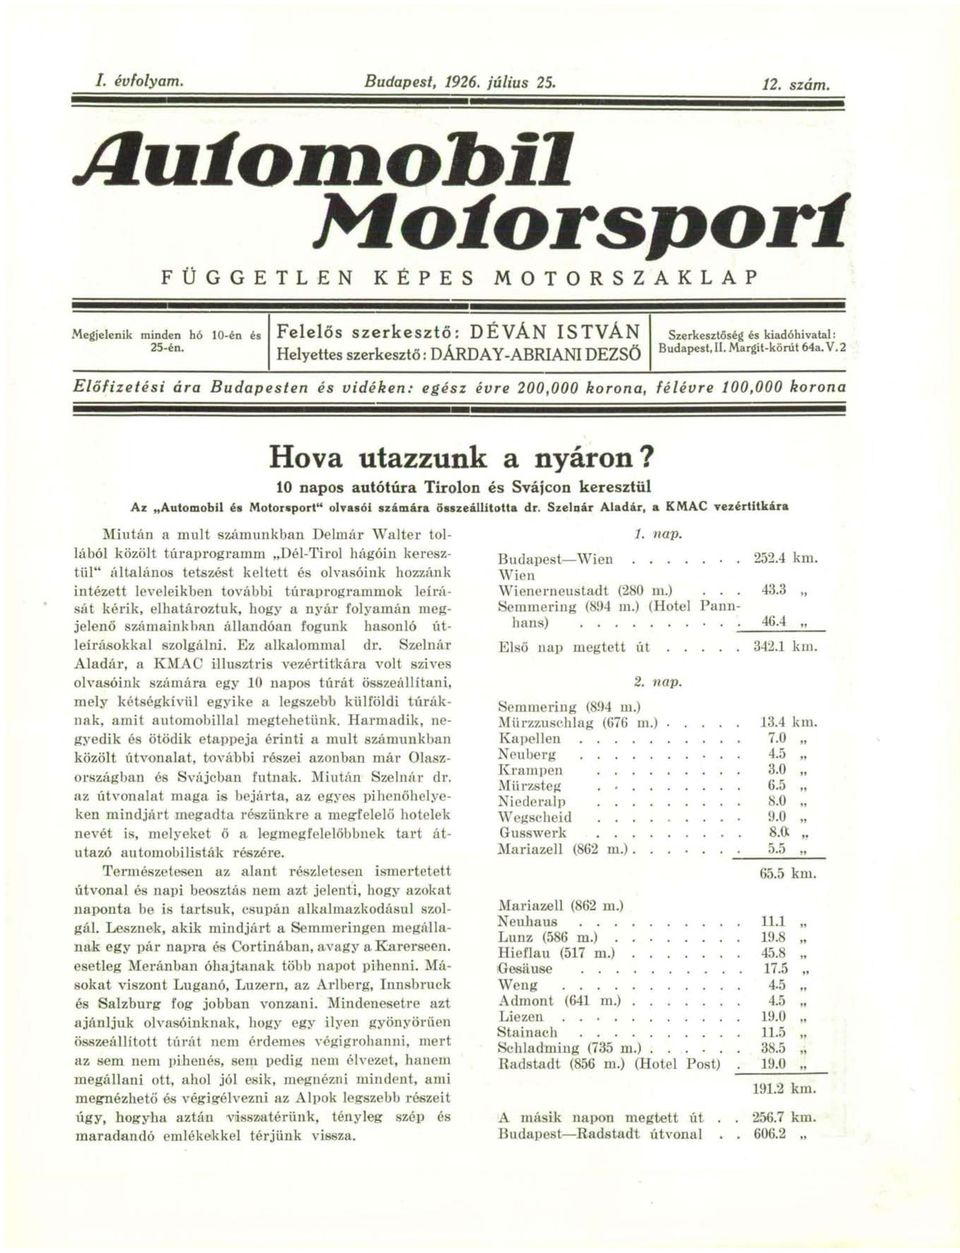 I. évfolyam. Budapest, 1926. július 25. 12. szám.
Automobil
Motorsport
FÜGGETLEN KÉPES MOTORSZAKLAP
Megjelenik minden hó 10-én és
25-én.
Felelős szerkesztő: DÉVÁN ISTVÁN
Helyettes szerkesztő: DÁRDAY-ABRIANI DEZSŐ
Szerkesztőség és kiadóhivatal:
Budapest, II. Margit-körút 64a. V. 2
Előfizetési ára Budapesten és vidéken: egész évre 200,000 korona, félévre 100,000 korona
Hova utazzunk a nyáron?
10 napos autótúra Tirolon és Svájcon keresztül
Az „Automobil és Motorsport“ olvasói számára összeállította dr. Szelnár Aladár, a KMAC vezértitkára
Miután a mult számunkban Delmár Walter tol-
lából közölt túraprogramm „Dél-Tirol hágóin keresz-
tül“ általános tetszést keltett és olvasóink hozzánk
intézett leveleikben további túraprogrammok leírá-
sát kérik, elhatároztuk, hogy a nyár folyamán meg-
jelenő számainkban állandóan fogunk hasonló út-
leírásokkal szolgálni. Ez alkalommal dr. Szelnár
Aladár, a KMAC illusztris vezértitkára volt szives
olvasóink számára egy 10 napos túrát összeállítani,
mely kétségkívül egyike a legszebb külföldi túrák-
nak, amit automobillal megtehetünk. Harmadik, ne-
gyedik és ötödik etappeja érinti a mult számunkban
közölt útvonalat, további részei azonban már Olasz-
országban és Svájcban futnak. Miután Szelnár dr.
az útvonalat maga is bejárta, az egyes pihenőhelye-
ken mindjárt megadta részünkre a megfelelő hotelek
nevét is, melyeket ő a legmegfelelőbbnek tart át-
utazó automobilisták részére.
Természetesen az alant részletesen ismertetett
útvonal és napi beosztás nem azt jelenti, hogy azokat
naponta be is tartsuk, csupán alkalmazkodásul szol-
gál. Lesznek, akik mindjárt a Semmeringen megálla-
nak egy pár napra és Cortinában, avagy a Karerseen.
esetleg Meránban óhajtanak több napot pihenni. Má-
sokat viszont Luganó, Luzern, az Arlberg, Innsbruck
és Salzburg fog jobban vonzani. Mindenesetre azt
ajánljuk olvasóinknak, hogy egy ilyen gyönyörűen
összeállított túrát nem érdemes végigrohanni, mert
az sem nem pihenés, sem pedig nem élvezet, hanem
megállani ott, ahol jól esik, megnézni mindent, ami
megnézhető és végigélvezni az Alpok legszebb részeit
úgy, hogyha aztán visszatérünk, tényleg szép és
maradandó emlékekkel térjünk vissza.
1. nap.
Budapest—Wien . . . . . . . 252.4 km.
Wien
Wienerneustadt (280 m.) . . . 43.3 „
Semmering (894 m.) (Hotel Pann-
hans) . . . . . . . . . . 46.4 „
Első nap megtett út . . . . . 342.1 km.
2. nap.
Semmering (894 m.)
Mürzzuschlag (676 m.) . . . . . 13.4 km.
Kapellen . . . . . . . . . . 7.0 „
Neuberg . . . . . . . . . . 4.5 „
Krampen . . . . . . . . . 3.0 „
Mürzsteg . . . . . . . . . 6.5 „
Niederalp . . . . . . . . . 8.0 „
Wegscheid . . . . . . . . . 9.0 „
Gusswerk . . . . . . . . . 8.0 „
Mariazell (862 m.) . . . . . . . 5.5 „
65.5 km.
Mariazell (862 m.)
Neuhaus . . . . . . . . . . 11.1 „
Lunz (586 m.) . . . . . . . . 19.8 „
Hieflau (517 m.) . . . . . . . 45.8 „
Gesäuse . . . . . . . . . . 17.5 „
Weng . . . . . . . . . . . 4.5 „
Admont (641 m.) . . . . . . . 4.5 „
Liezen . . . . . . . . . . . 19.0 „
Stainach . . . . . . . . . . 11.5 „
Schladming (735 m.) . . . . . . 38.5 „
Radstadt (856 m.) (Hotel Post) . 19.0 „
191.2 km.
A másik napon megtett út . . 256.7 km.
Budapest—Radstadt útvonal . . 606.2 „